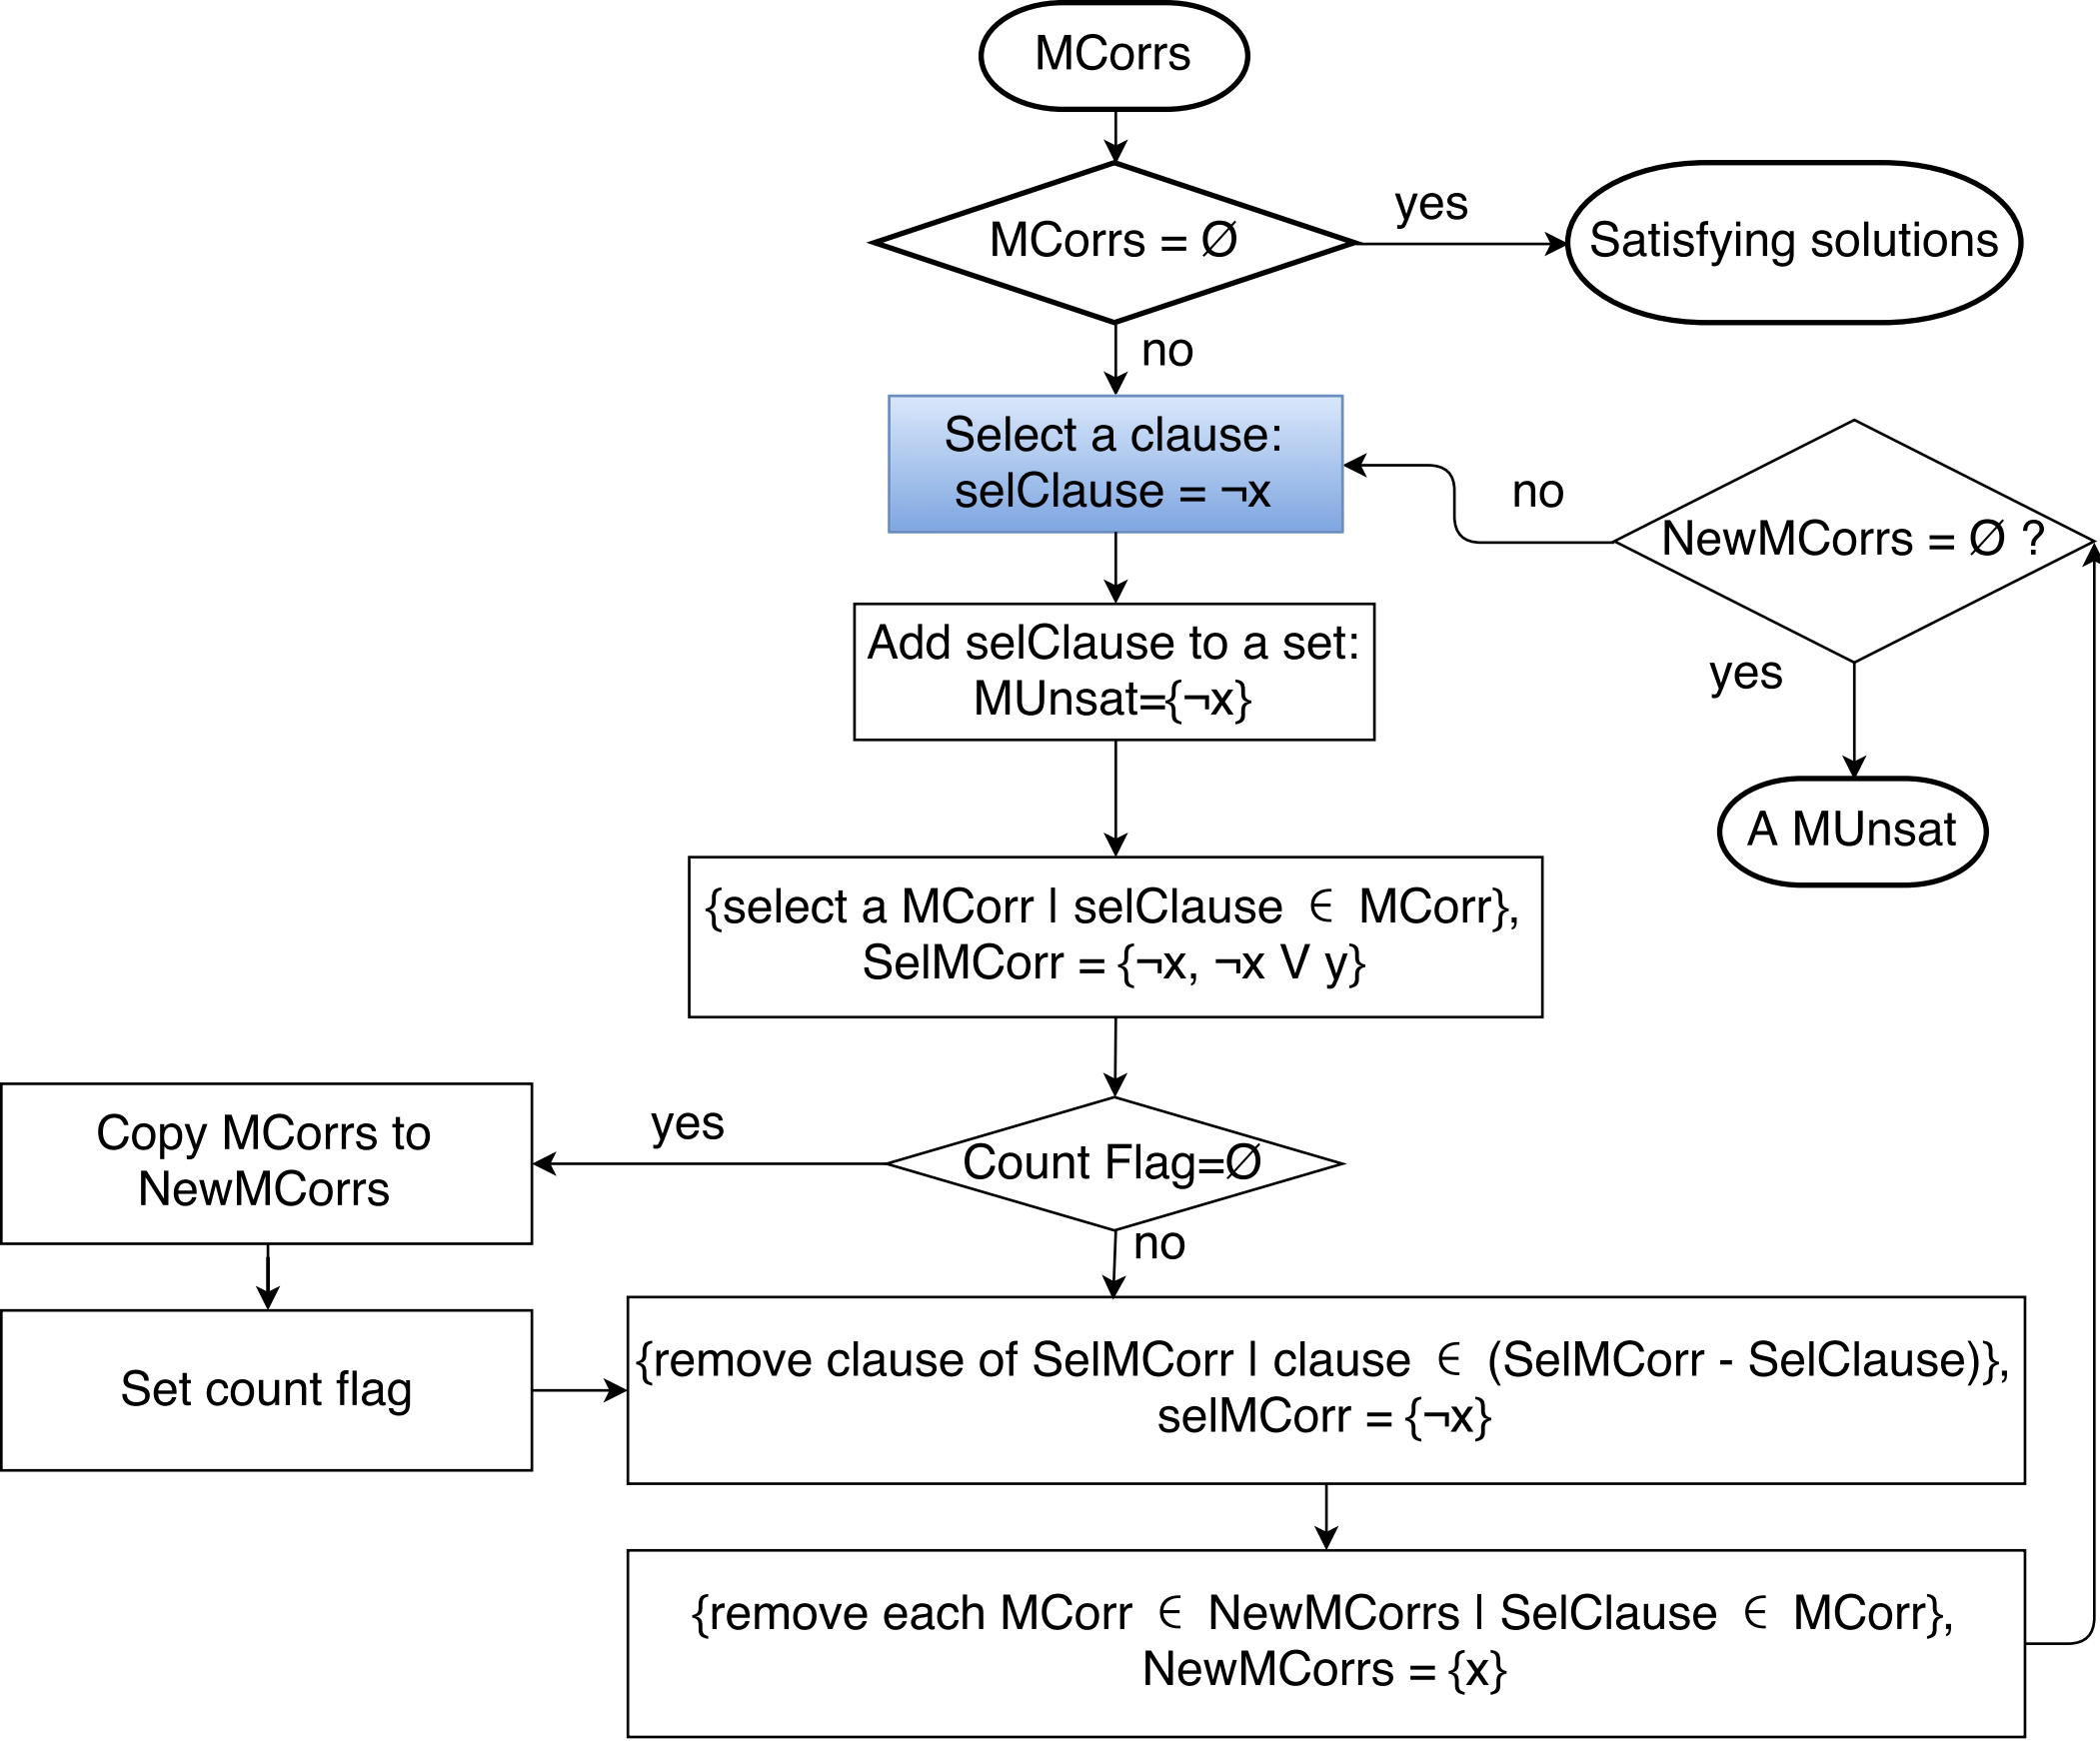 MCorrs
MCorrs = Ø
yes
Satisfying solutions
no
Select a clause:
selClause = ¬x
no
NewMCorrs = Ø ?
yes
Add selClause to a set:
MUnsat={¬x}
A MUnsat
{select a MCorr | selClause ∈ MCorr},
SelMCorr = {¬x, ¬x V y}
Count Flag=Ø
yes
Copy MCorrs to
NewMCorrs
no
Set count flag
{remove clause of SelMCorr | clause ∈ (SelMCorr - SelClause)},
selMCorr = {¬x}
{remove each MCorr ∈ NewMCorrs | SelClause ∈ MCorr},
NewMCorrs = {x}